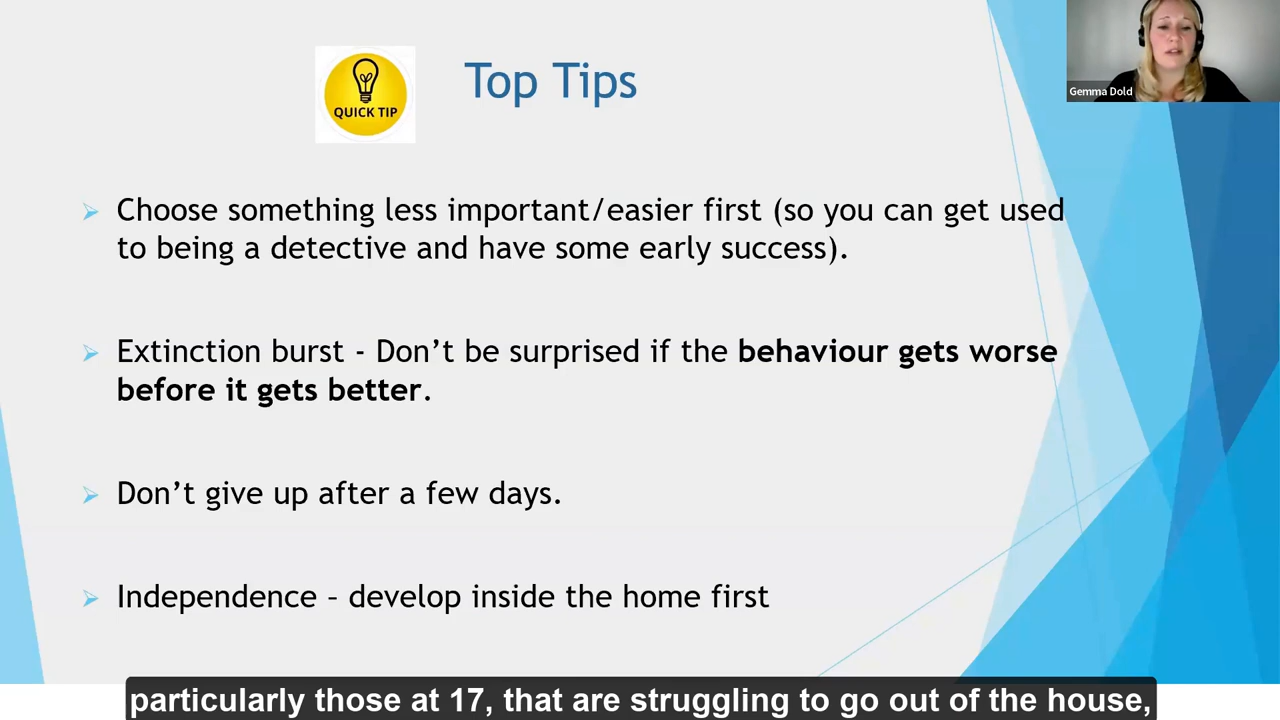 Gemma Dold
QUICK TIP
Top Tips
Choose something less important/easier first (so you can get used
to being a detective and have some early success).
Extinction burst - Don’t be surprised if the behaviour gets worse
before it gets better.
Don’t give up after a few days.
Independence – develop inside the home first
particularly those at 17, that are struggling to go out of the house,